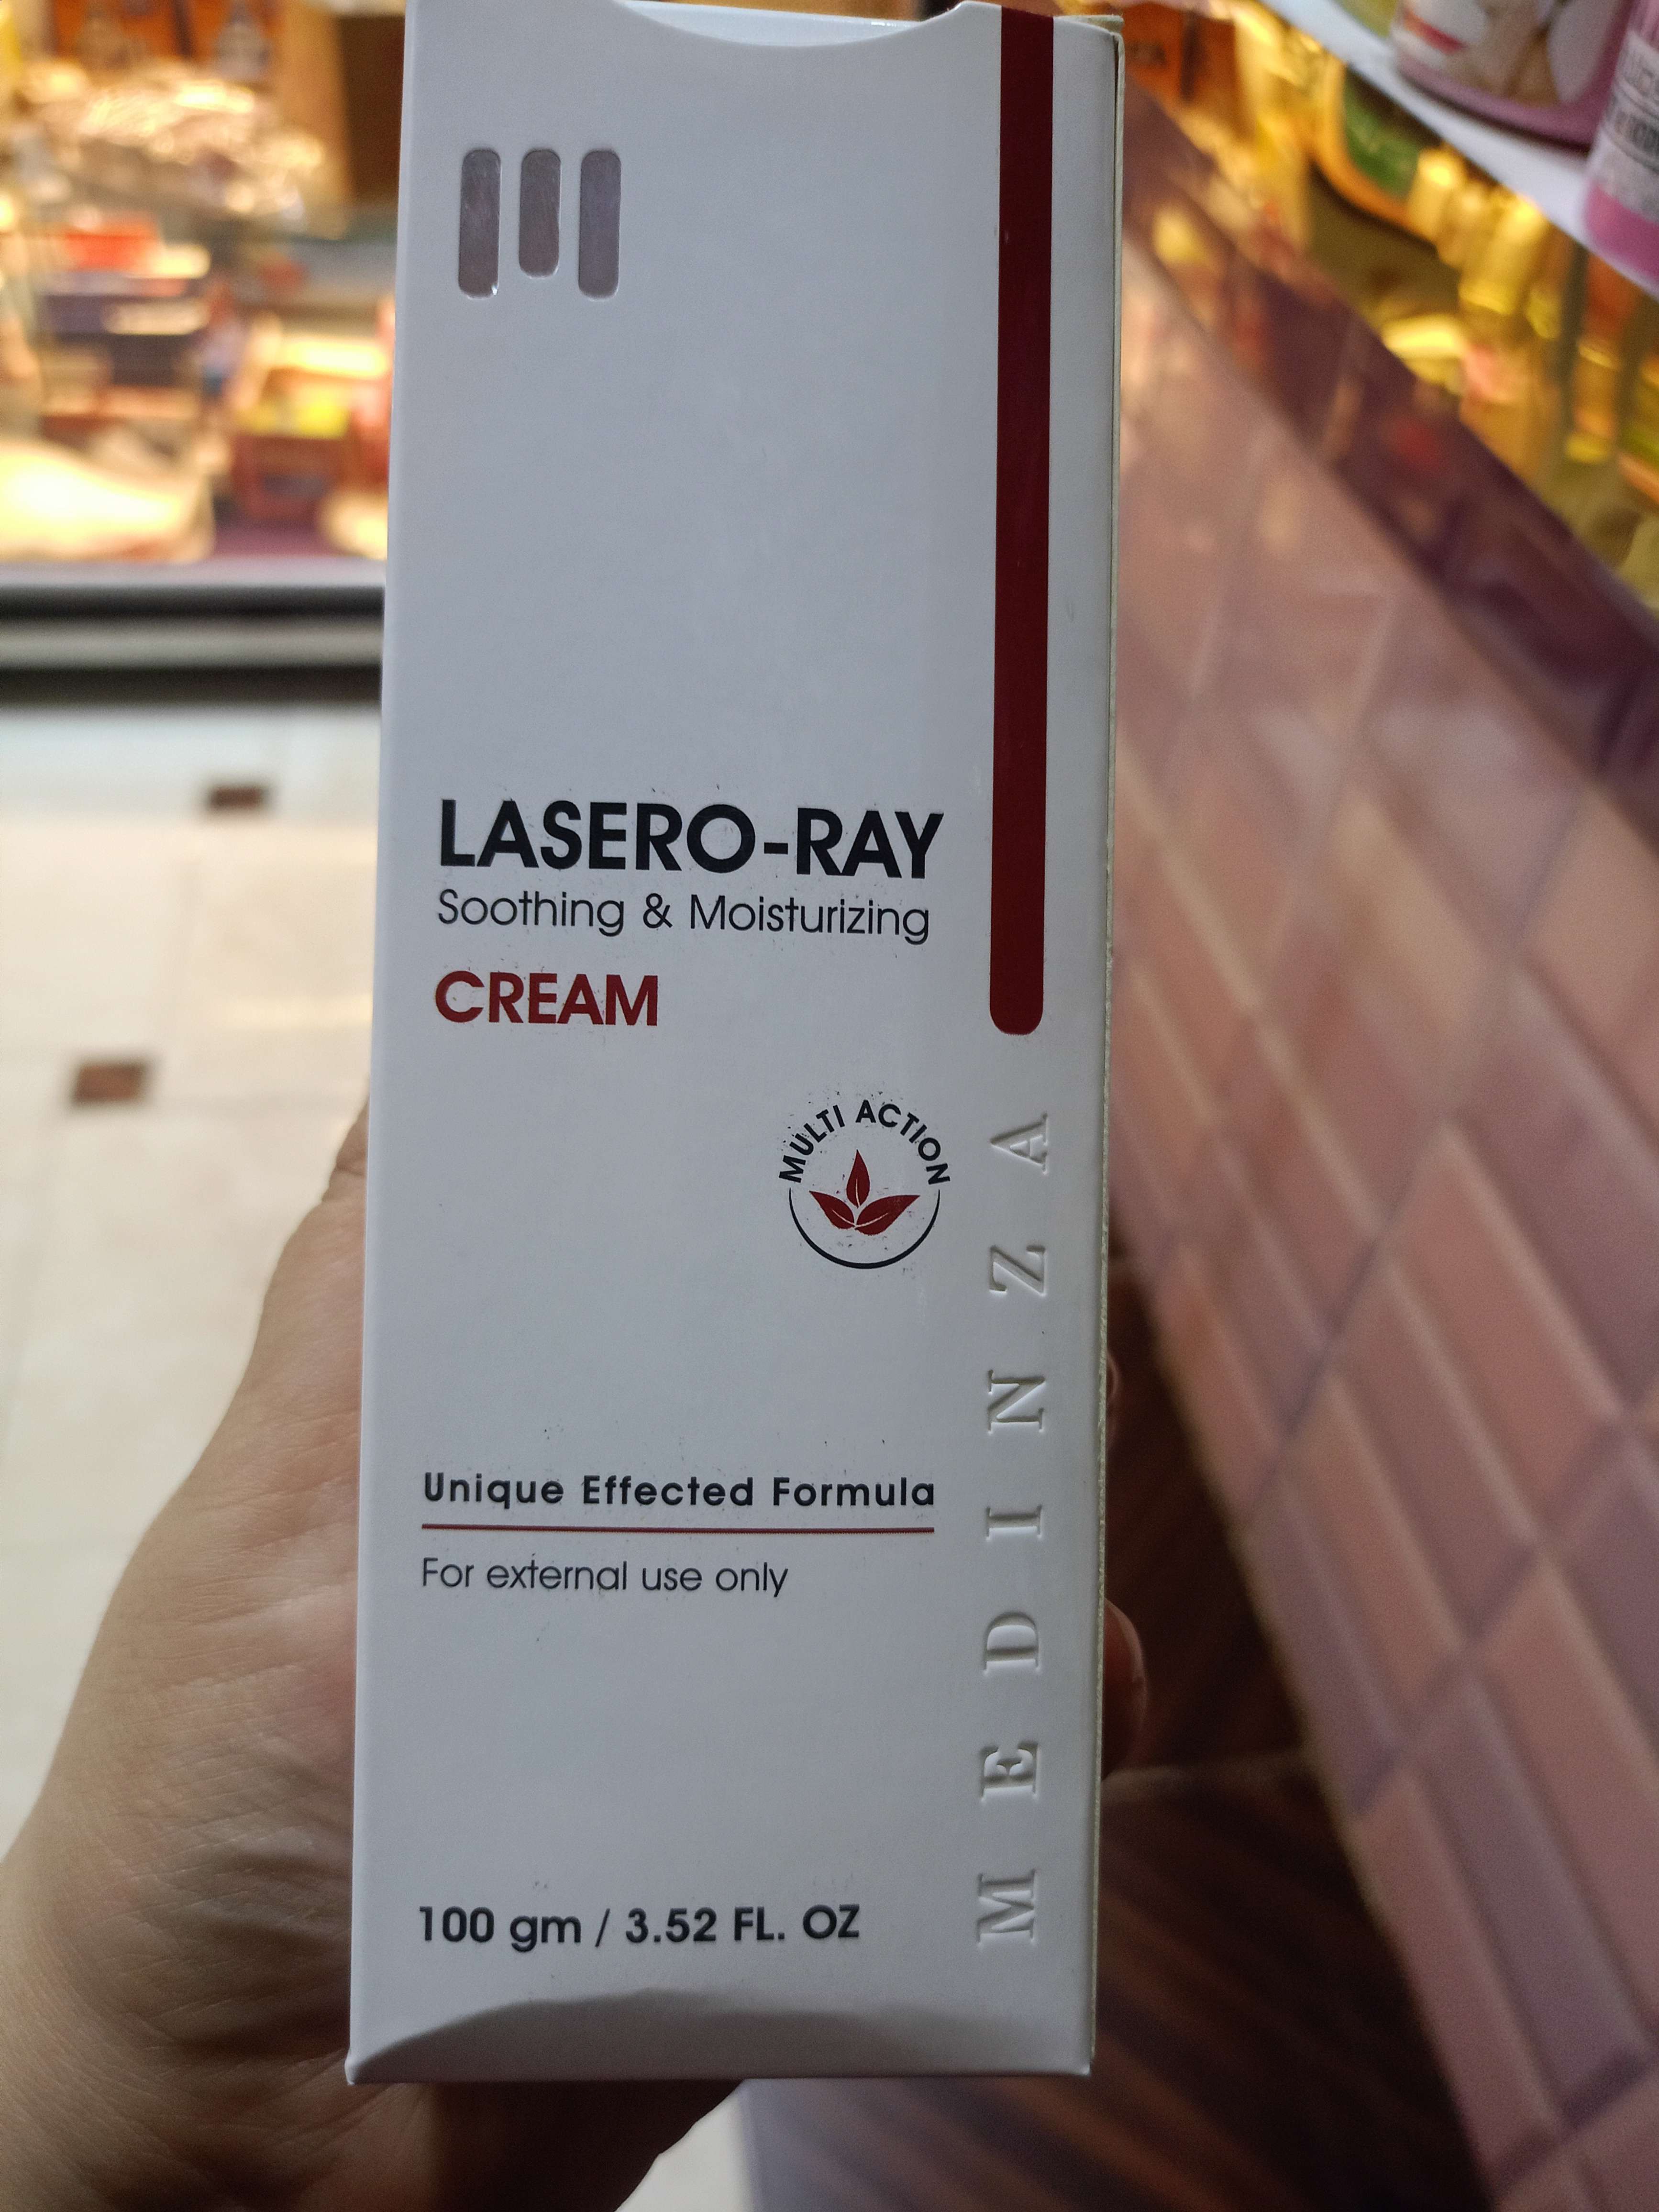 LASERO-RAY
Soothing & Moisturizing
CREAM
MULTI ACTION
Unique Effected Formula
For external use only
100 gm / 3.52 FL. OZ
MEDINZA